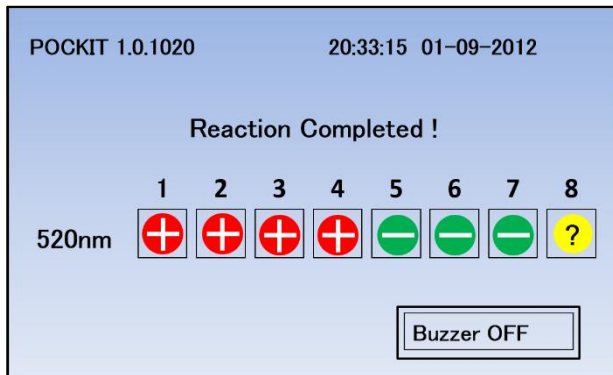 POCKIT 1.0.1020 20:33:15 01-09-2012
Reaction Completed !
1 2 3 4 5 6 7 8
520nm + + + + - - - ?
Buzzer OFF